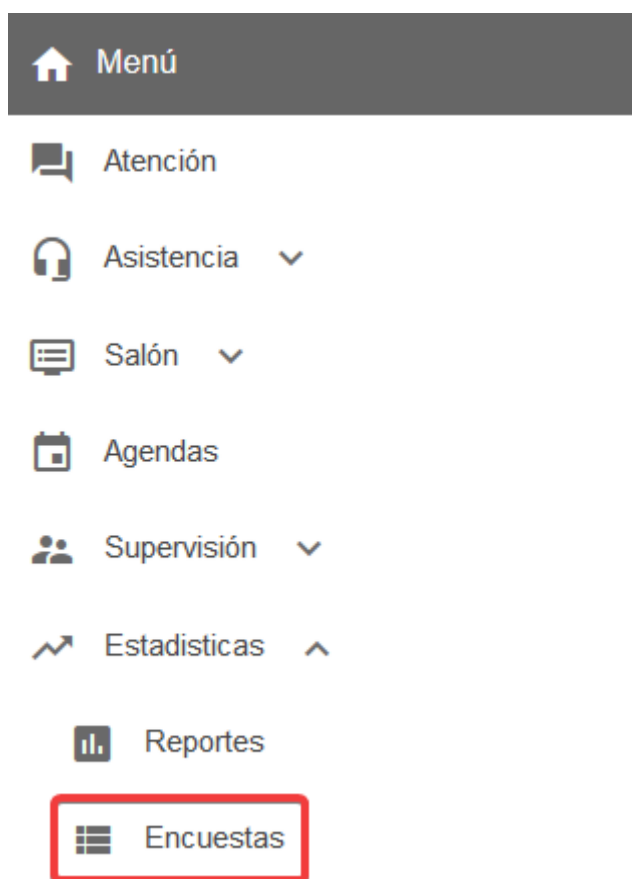 Menú
Atención
Asistencia
Salón
Agendas
Supervisión
Estadisticas
Reportes
Encuestas